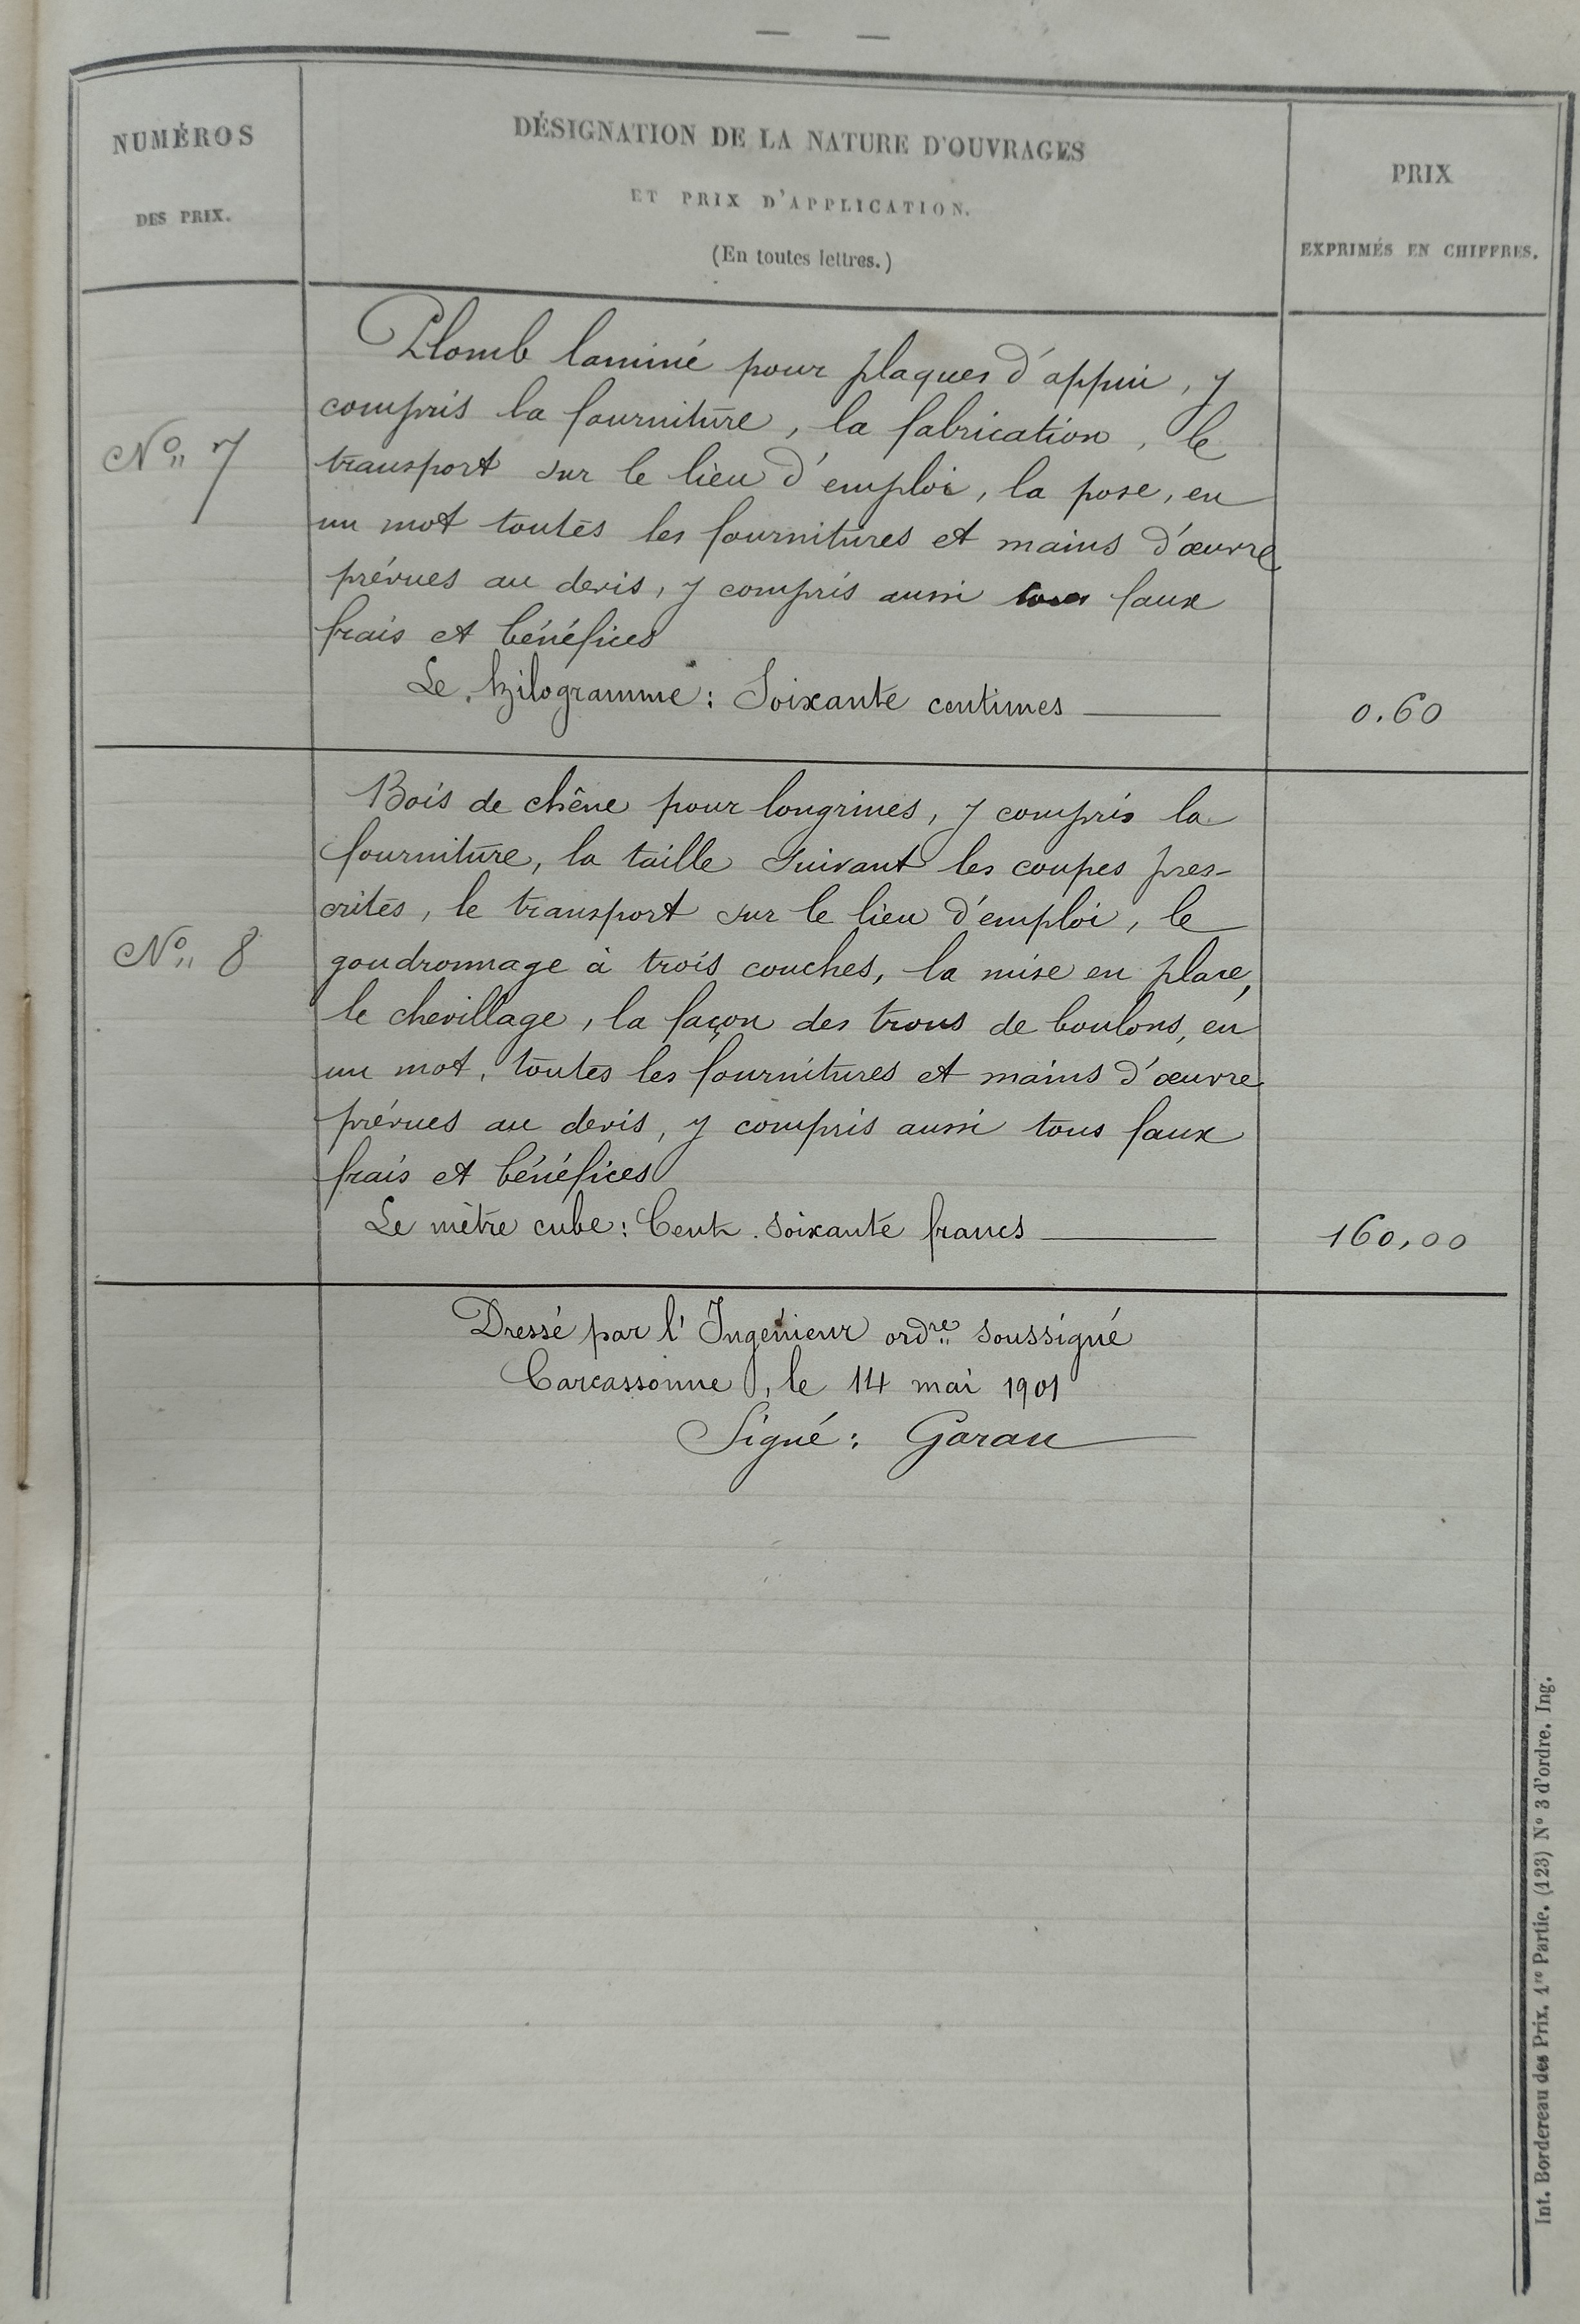 NUMÉROS
DES PRIX.
DÉSIGNATION DE LA NATURE D'OUVRAGES
ET PRIX D'APPLICATION.
(En toutes lettres.)
PRIX
EXPRIMÉS EN CHIFFRES.
No 7
Plomb laminé pour plaques d'appui, y
compris la fourniture, la fabrication, le
transport sur le lieu d'emploi, la pose, en
un mot toutes les fournitures et mains d'œuvre
prévues au devis, y compris aussi tous faux
frais et bénéfices
Le kilogramme : Soixante centimes
0.60
No 8
Bois de chêne pour longrines, y compris la
fourniture, la taille suivant les coupes pres-
crites, le transport sur le lieu d'emploi, le
goudronnage à trois couches, la mise en place,
le chevillage, la façon des trous de boulons, en
un mot, toutes les fournitures et mains d'œuvre
prévues au devis, y compris aussi tous faux
frais et bénéfices
Le mètre cube : Cent soixante francs
160,00
Dressé par l'Ingénieur ordre soussigné
Carcassonne, le 14 mai 1901
Signé : Garau
Int. Bordereau des Prix. 1re Partie. (123) N° 3 d'ordre. Ing.